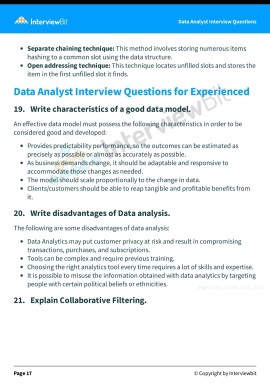 InterviewBit
Data Analyst Interview Questions
• Separate chaining technique: This method involves storing numerous items
hashing to a common slot using the data structure.
• Open addressing technique: This technique locates unfilled slots and stores the
item in the first unfilled slot it finds.
Data Analyst Interview Questions for Experienced
19. Write characteristics of a good data model.
An effective data model must possess the following characteristics in order to be
considered good and developed:
• Provides predictability performance, so the outcomes can be estimated as
precisely as possible or almost as accurately as possible.
• As business demands change, it should be adaptable and responsive to
accommodate those changes as needed.
• The model should scale proportionally to the change in data.
• Clients/customers should be able to reap tangible and profitable benefits from
it.
20. Write disadvantages of Data analysis.
The following are some disadvantages of data analysis:
• Data Analytics may put customer privacy at risk and result in compromising
transactions, purchases, and subscriptions.
• Tools can be complex and require previous training.
• Choosing the right analytics tool every time requires a lot of skills and expertise.
• It is possible to misuse the information obtained with data analytics by targeting
people with certain political beliefs or ethnicities.
21. Explain Collaborative Filtering.
Page 17
© Copyright by Interviewbit
InterviewBit